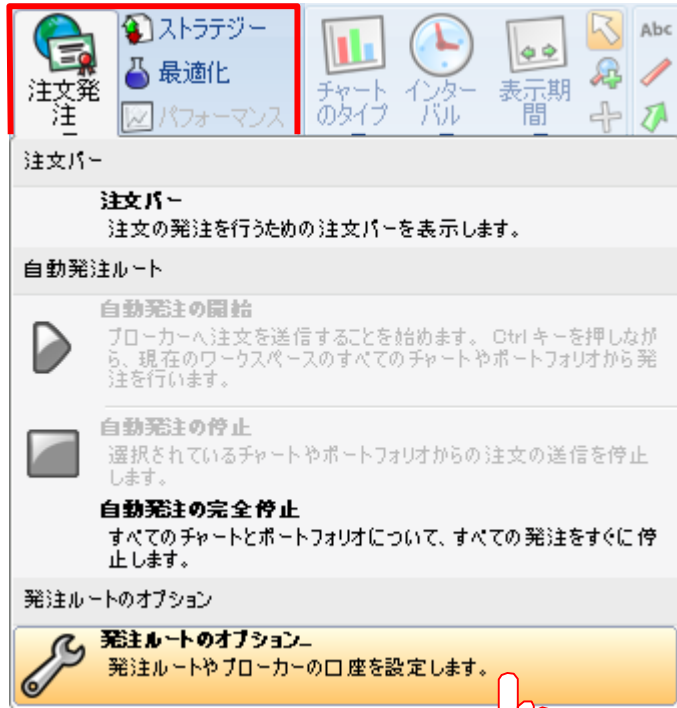 ストラテジー
最適化
パフォーマンス
注文発
注
チャート
のタイプ
インター
バル
表示期
間
Abc
注文バー
注文バー
注文の発注を行うための注文バーを表示します。
自動発注ルート
自動発注の開始
ブローカーへ注文を送信することを始めます。 Ctrlキーを押しなが
ら、現在のワークスペースのすべてのチャートやポートフォリオから発
注を行います。
自動発注の停止
選択されているチャートやポートフォリオからの注文の送信を停止
します。
自動発注の完全停止
すべてのチャートとポートフォリオについて、すべての発注をすぐに停
止します。
発注ルートのオプション
発注ルートのオプション...
発注ルートやブローカーの口座を設定します。